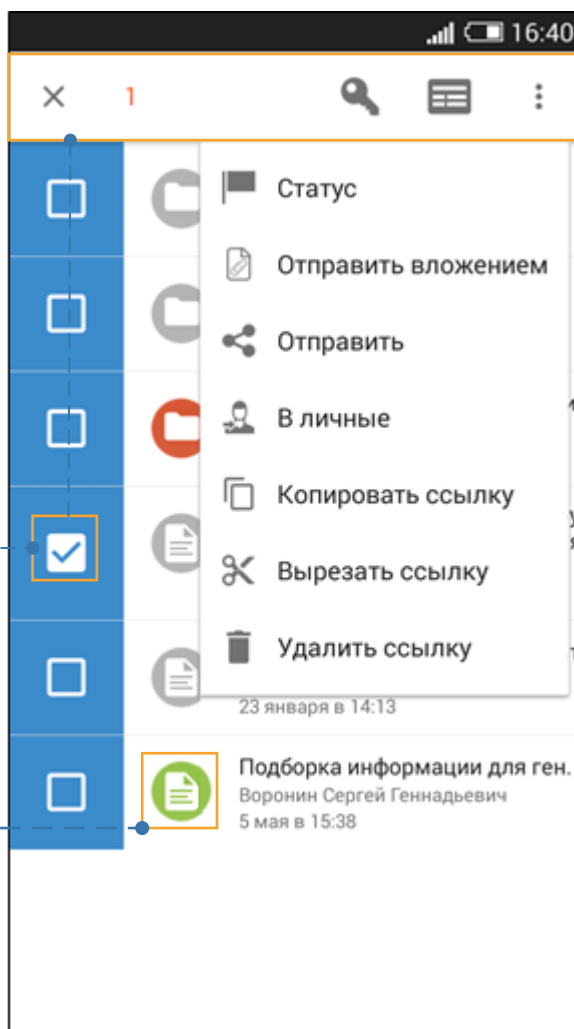 16:40
1
Статус
Отправить вложением
Отправить
В личные
Копировать ссылку
Вырезать ссылку
Удалить ссылку
23 января в 14:13
Подборка информации для ген.
Воронин Сергей Геннадьевич
5 мая в 15:38